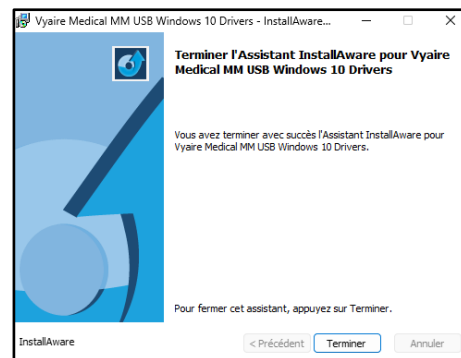 Vyaire Medical MM USB Windows 10 Drivers - InstallAware...
Terminer l'Assistant InstallAware pour Vyaire
Medical MM USB Windows 10 Drivers
Vous avez terminer avec succès l'Assistant InstallAware pour
Vyaire Medical MM USB Windows 10 Drivers.
Pour fermer cet assistant, appuyez sur Terminer.
InstallAware
< Précédent
Terminer
Annuler